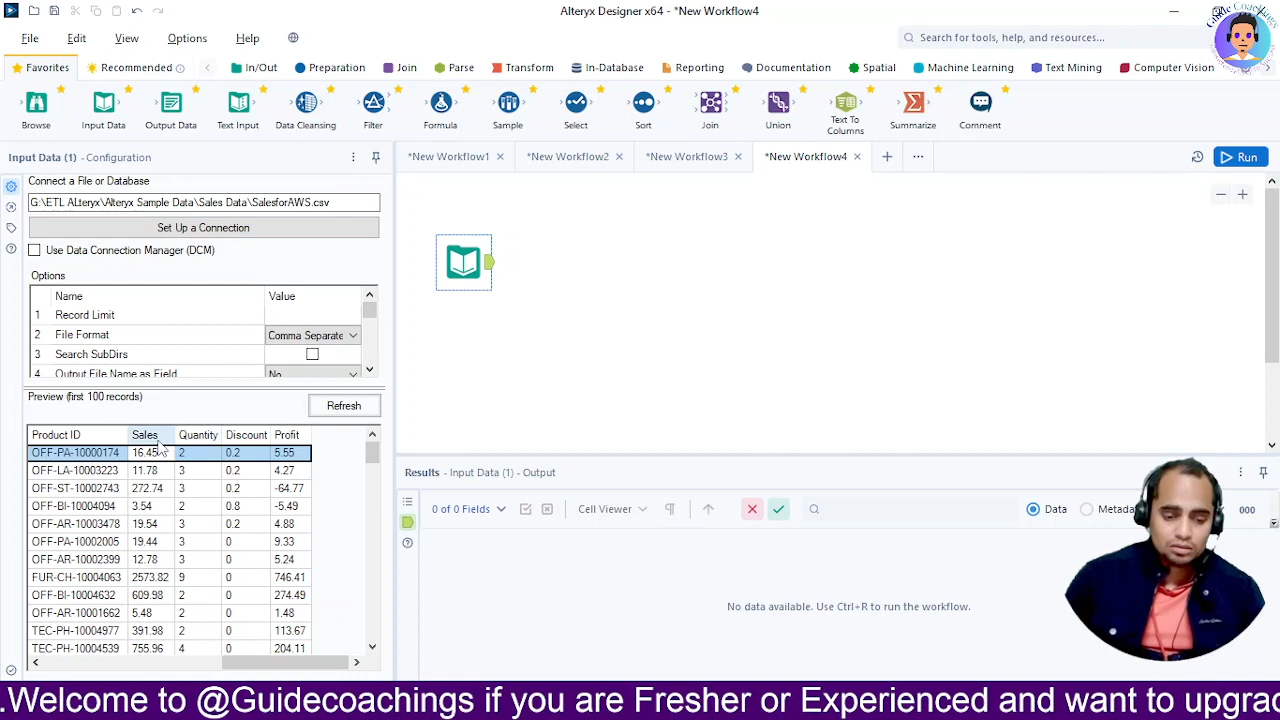 Alteryx Designer x64 - *New Workflow4
File Edit View Options Help
Search for tools, help, and resources...
Favorites Recommended In/Out Preparation Join Parse Transform In-Database Reporting Documentation Spatial Machine Learning Text Mining Computer Vision
Browse Input Data Output Data Text Input Data Cleansing Filter Formula Sample Select Sort Join Union Text To Columns Summarize Comment
Input Data (1) - Configuration
*New Workflow1 *New Workflow2 *New Workflow3 *New Workflow4 Run
Connect a File or Database
G:\ETL ALteryx\Alteryx Sample Data\Sales Data\SalesforAWS.csv
Set Up a Connection
Use Data Connection Manager (DCM)
Options
Name Value
1 Record Limit
2 File Format Comma Separate
3 Search SubDirs
4 Output File Name as Field No
Preview (first 100 records)
Refresh
Product ID Sales Quantity Discount Profit
OFF-PA-10000174 16.45 2 0.2 5.55
OFF-LA-10003223 11.78 3 0.2 4.27
OFF-ST-10002743 272.74 3 0.2 -64.77
OFF-BI-10004094 3.54 2 0.8 -5.49
OFF-AR-10003478 19.54 3 0.2 4.88
OFF-PA-10002005 19.44 3 0 9.33
OFF-AR-10002399 12.78 3 0 5.24
FUR-CH-10004063 2573.82 9 0 746.41
OFF-BI-10004632 609.98 2 0 274.49
OFF-AR-10001662 5.48 2 0 1.48
TEC-PH-10004977 391.98 2 0 113.67
TEC-PH-10004539 755.96 4 0 204.11
Results - Input Data (1) - Output
0 of 0 Fields Cell Viewer Data Metada 000
No data available. Use Ctrl+R to run the workflow.
.Welcome to @Guidecoachings if you are Fresher or Experienced and want to upgrad